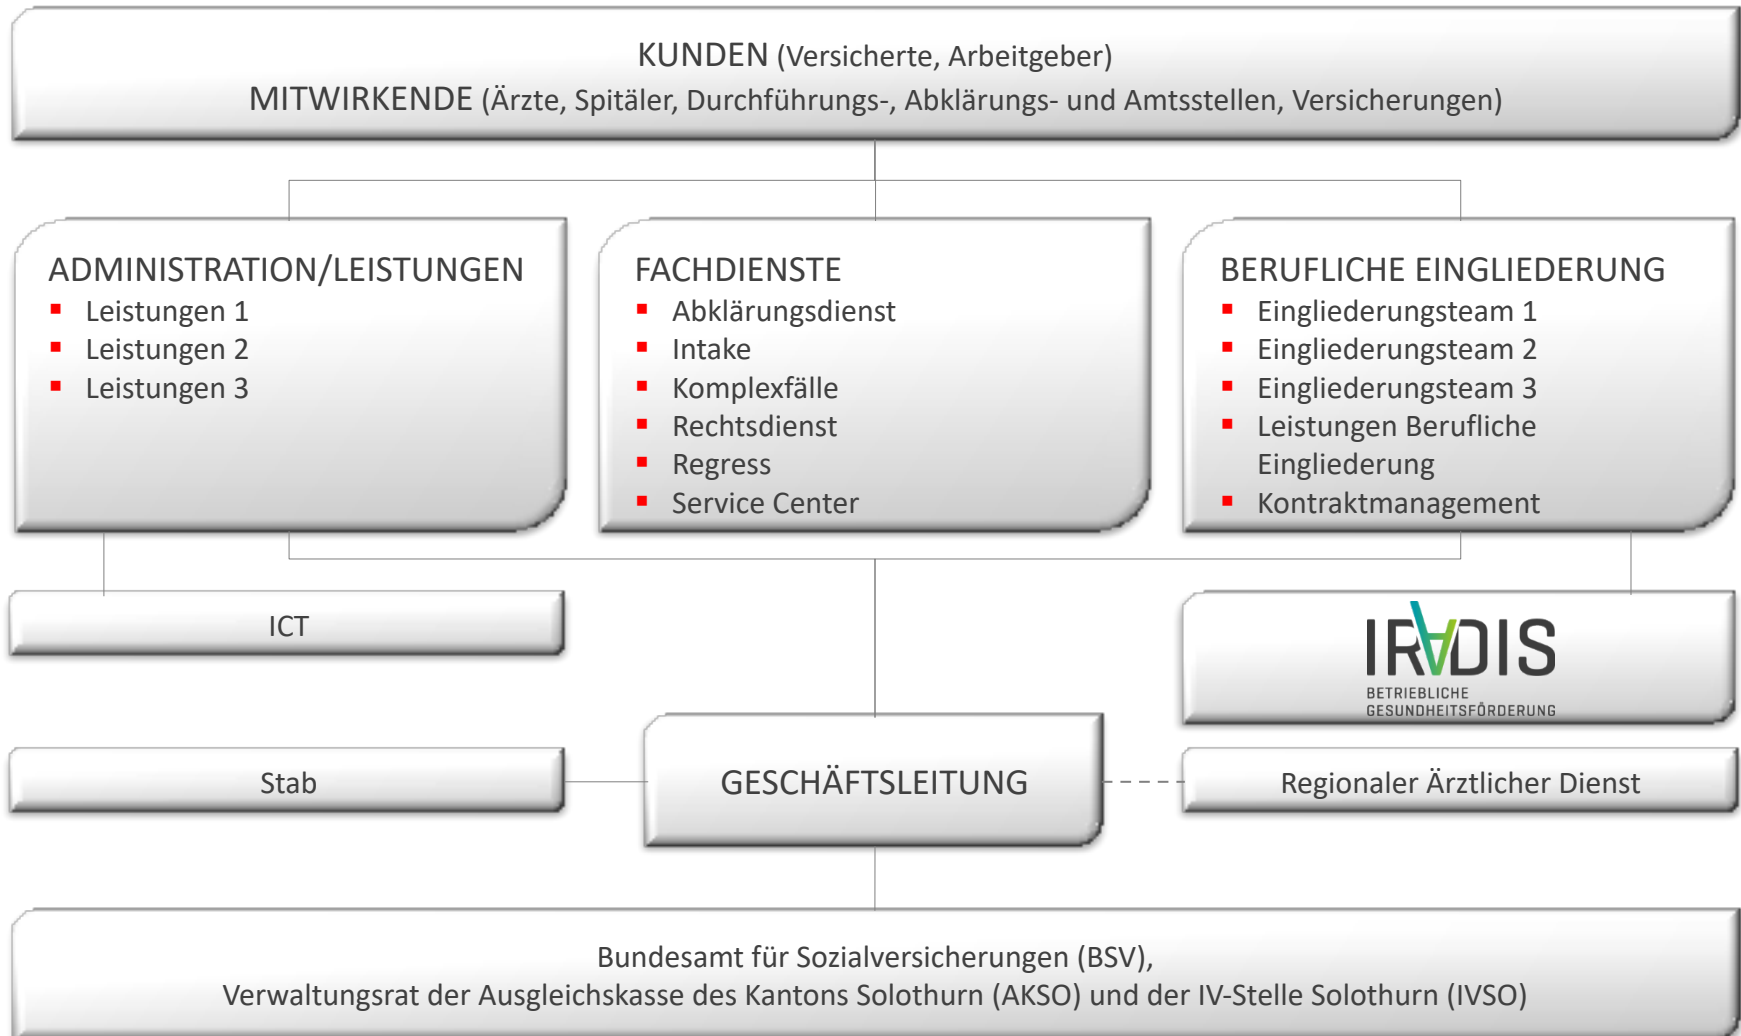 KUNDEN (Versicherte, Arbeitgeber)
MITWIRKENDE (Ärzte, Spitäler, Durchführungs-, Abklärungs- und Amtsstellen, Versicherungen)
ADMINISTRATION/LEISTUNGEN
Leistungen 1
Leistungen 2
Leistungen 3
FACHDIENSTE
Abklärungsdienst
Intake
Komplexfälle
Rechtsdienst
Regress
Service Center
BERUFLICHE EINGLIEDERUNG
Eingliederungsteam 1
Eingliederungsteam 2
Eingliederungsteam 3
Leistungen Berufliche
Eingliederung
Kontraktmanagement
ICT
IRADIS
BETRIEBLICHE
GESUNDHEITSFÖRDERUNG
Stab
GESCHÄFTSLEITUNG
Regionaler Ärztlicher Dienst
Bundesamt für Sozialversicherungen (BSV),
Verwaltungsrat der Ausgleichskasse des Kantons Solothurn (AKSO) und der IV-Stelle Solothurn (IVSO)